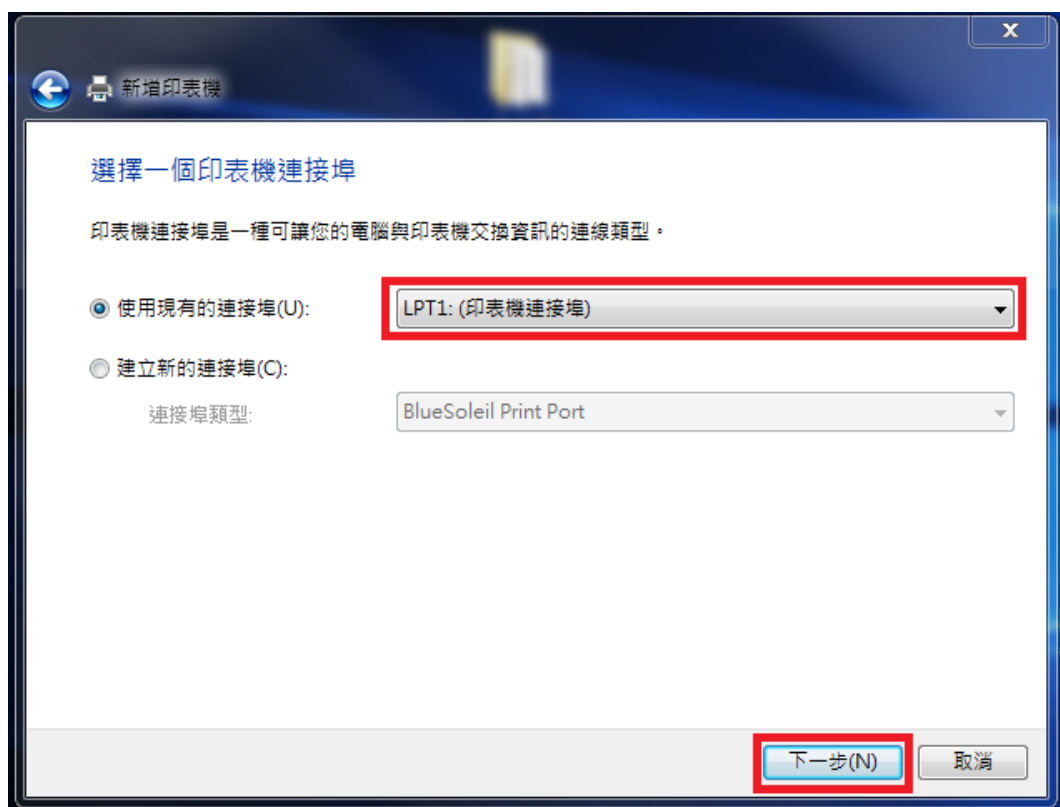 新增印表機
選擇一個印表機連接埠
印表機連接埠是一種可讓您的電腦與印表機交換資訊的連線類型。
使用現有的連接埠(U): LPT1: (印表機連接埠)
建立新的連接埠(C):
連接埠類型: BlueSoleil Print Port
下一步(N) 取消